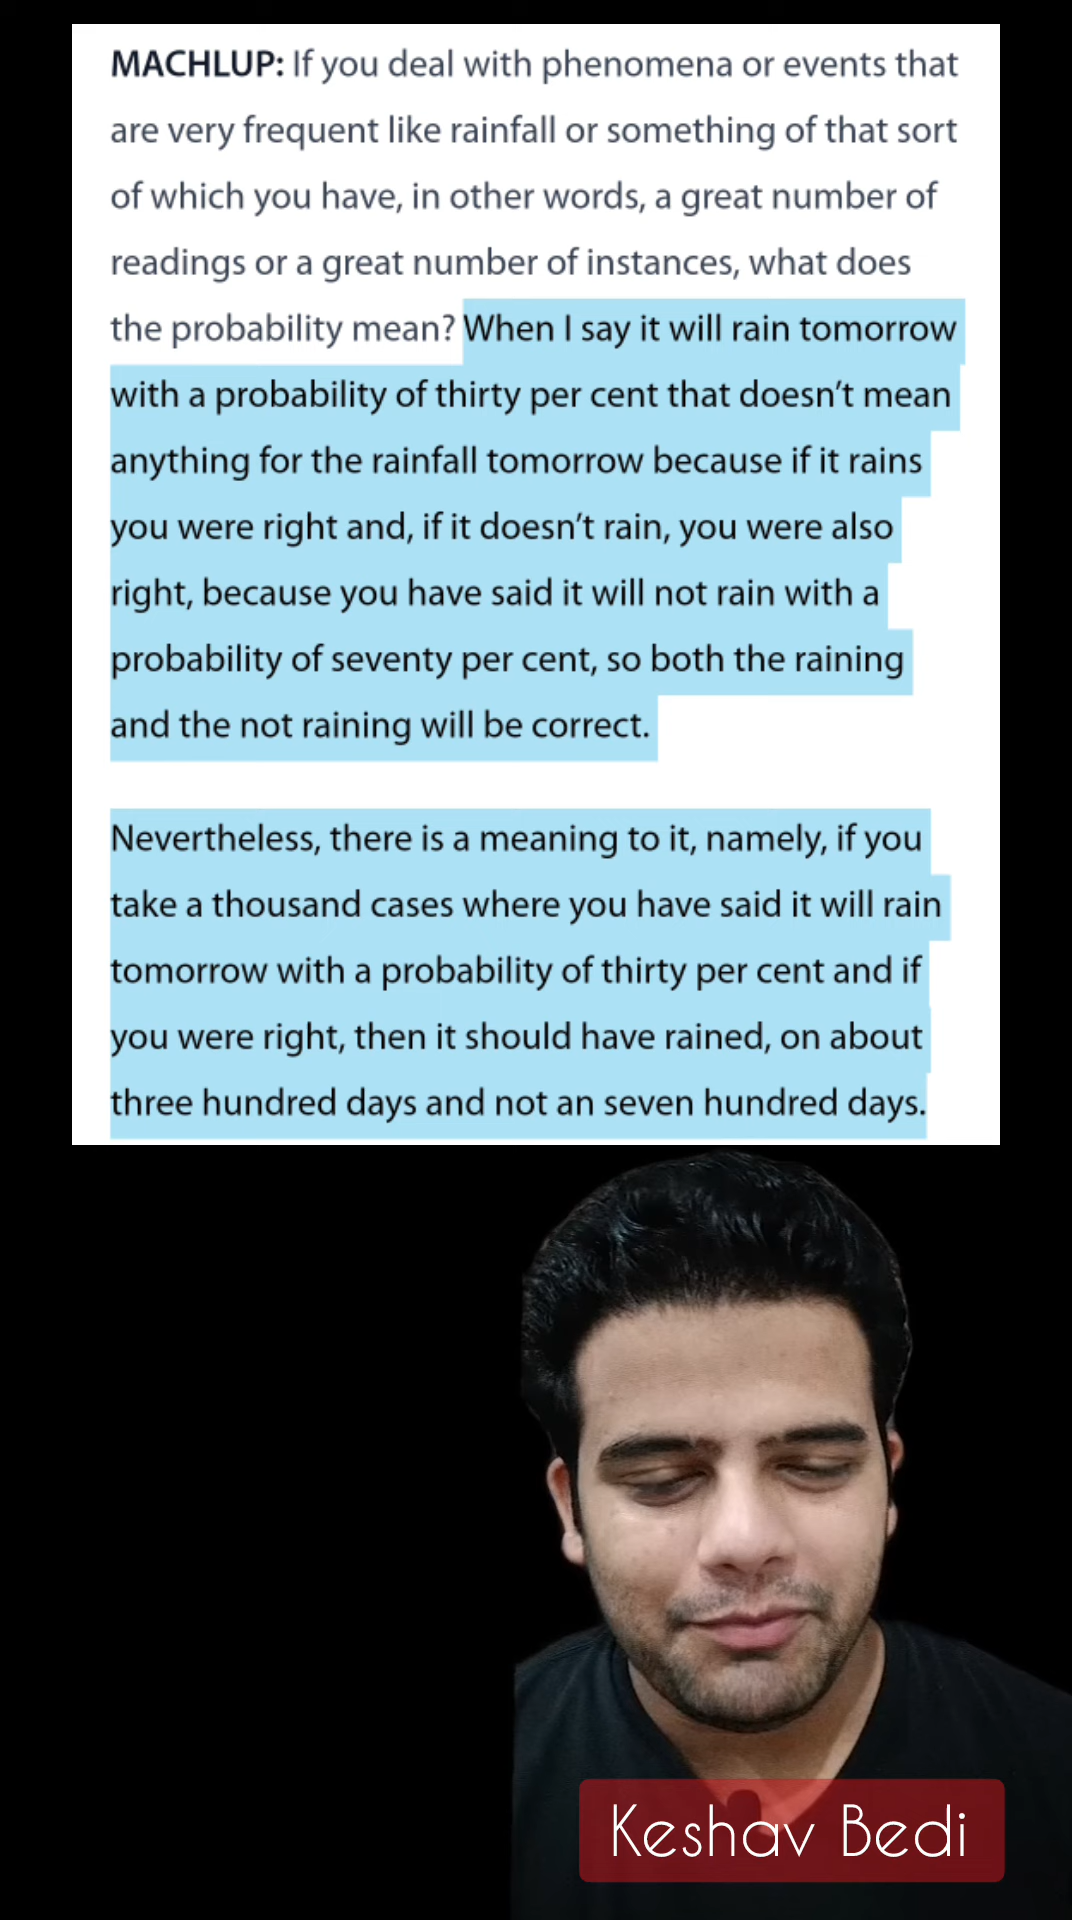 MACHLUP: If you deal with phenomena or events that
are very frequent like rainfall or something of that sort
of which you have, in other words, a great number of
readings or a great number of instances, what does
the probability mean? When I say it will rain tomorrow
with a probability of thirty per cent that doesn’t mean
anything for the rainfall tomorrow because if it rains
you were right and, if it doesn’t rain, you were also
right, because you have said it will not rain with a
probability of seventy per cent, so both the raining
and the not raining will be correct.
Nevertheless, there is a meaning to it, namely, if you
take a thousand cases where you have said it will rain
tomorrow with a probability of thirty per cent and if
you were right, then it should have rained, on about
three hundred days and not an seven hundred days.
Keshav Bedi